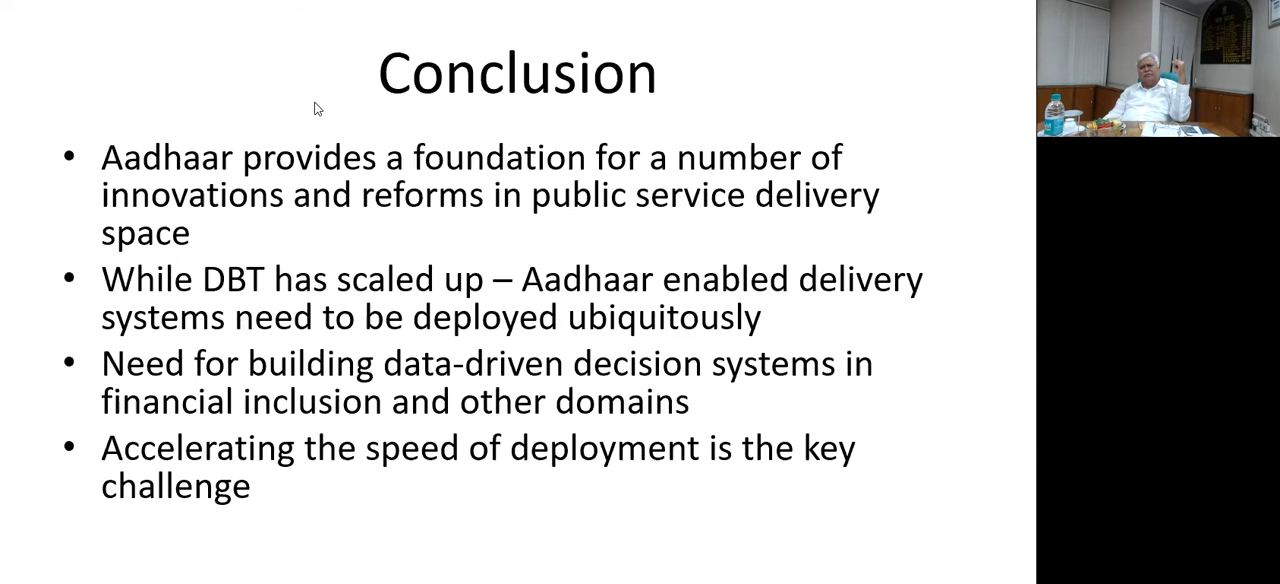 Conclusion
• Aadhaar provides a foundation for a number of
innovations and reforms in public service delivery
space
• While DBT has scaled up – Aadhaar enabled delivery
systems need to be deployed ubiquitously
• Need for building data-driven decision systems in
financial inclusion and other domains
• Accelerating the speed of deployment is the key
challenge